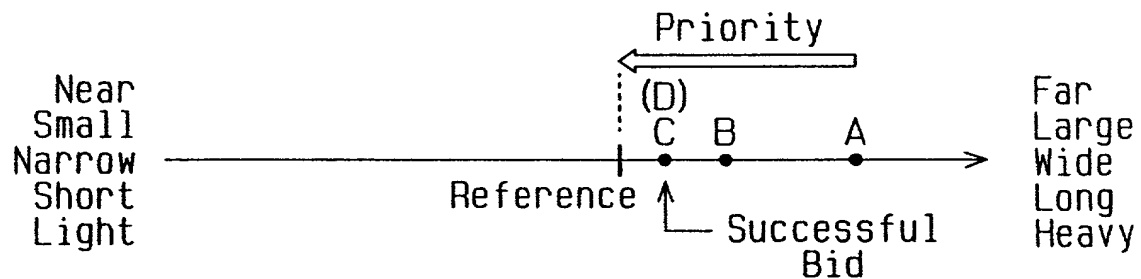 Priority
Near
Small
Narrow
Short
Light
(D)
C B A
Reference
Successful
Bid
Far
Large
Wide
Long
Heavy